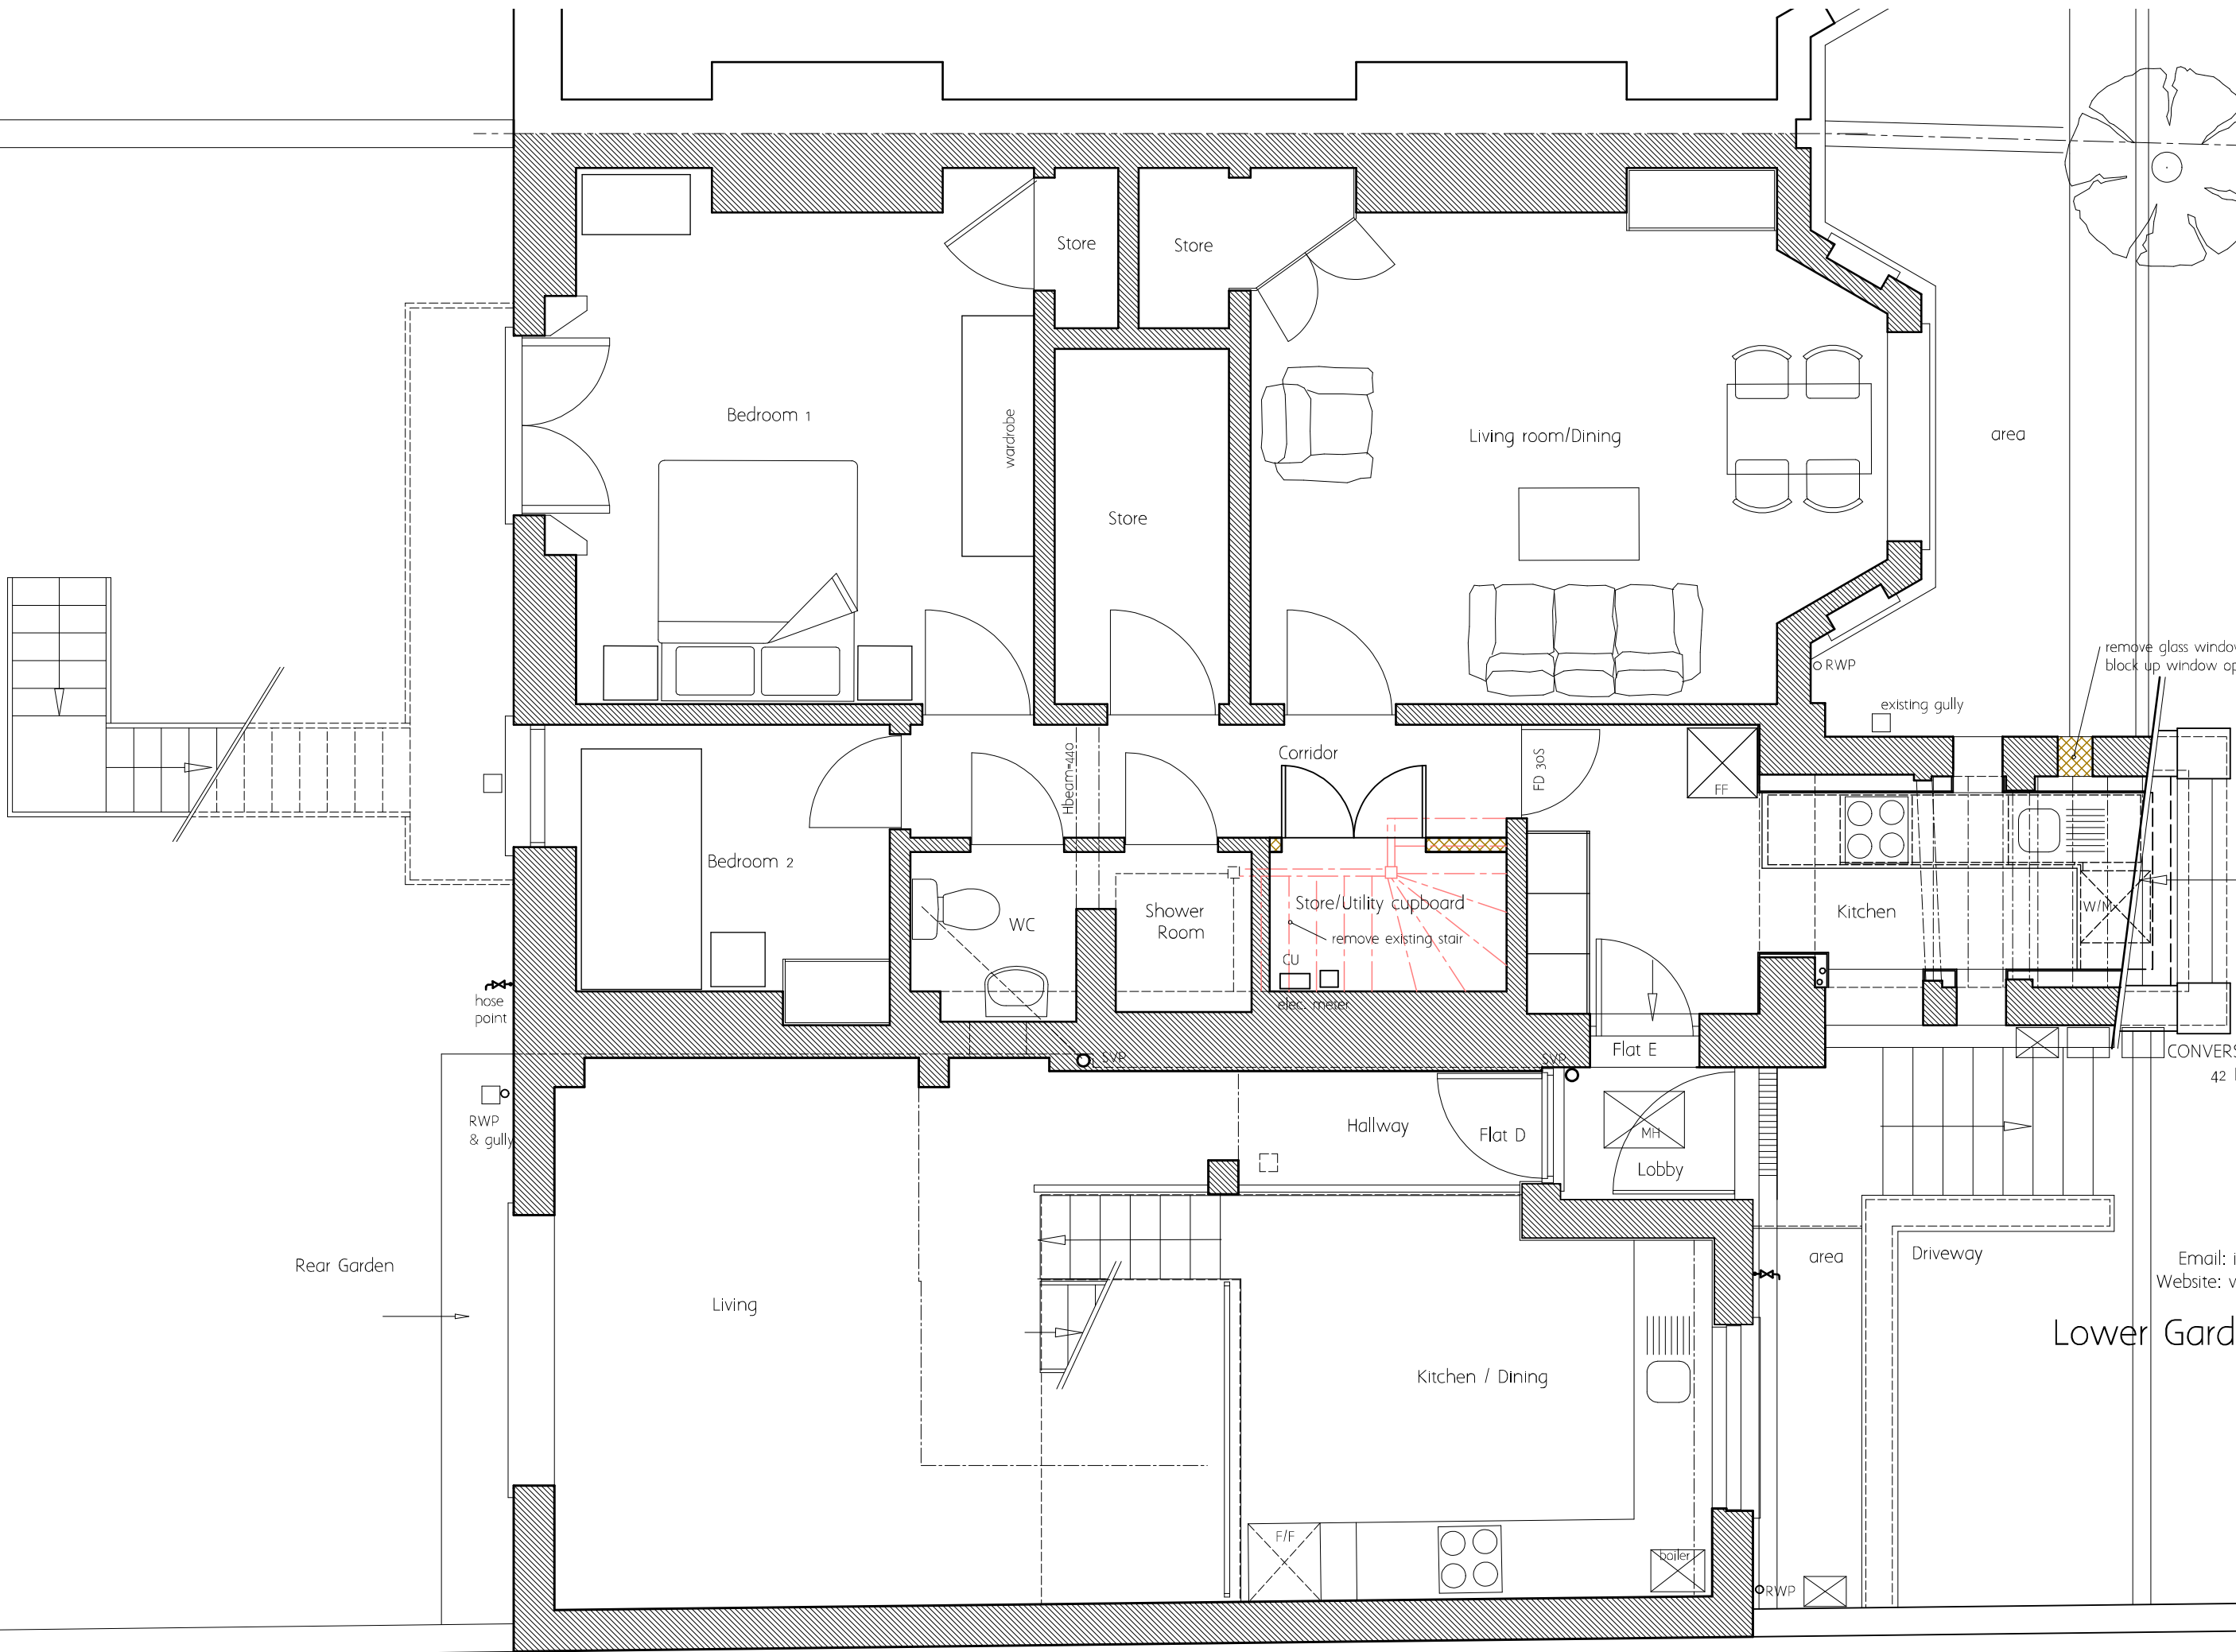 Store
Store
Bedroom 1
wardrobe
Living room/Dining
area
Store
remove glass windo
block up window op
RWP
existing gully
Corridor
Hbeam=440
FD 30S
FF
Bedroom 2
Store/Utility cupboard
Shower
Room
WC
Kitchen
W/M
remove existing stair
CU
elec. meter
hose
point
SVP
SVP
Flat E
CONVERS
42
RWP
& gully
Hallway
Flat D
MH
Lobby
Rear Garden
area
Driveway
Email: i
Website: v
Living
Lower Gard
Kitchen / Dining
F/F
boiler
RWP